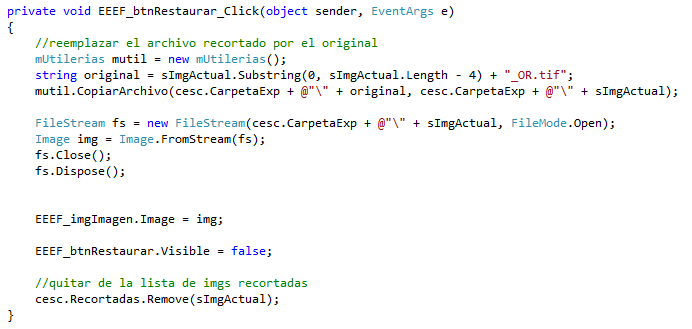 private void EEEF_btnRestaurar_Click(object sender, EventArgs e)
{
//reemplazar el archivo recortado por el original
mUtilerias mutil = new mUtilerias();
string original = sImgActual.Substring(0, sImgActual.Length - 4) + "_OR.tif";
mutil.CopiarArchivo(cesc.CarpetaExp + @"\" + original, cesc.CarpetaExp + @"\" + sImgActual);
FileStream fs = new FileStream(cesc.CarpetaExp + @"\" + sImgActual, FileMode.Open);
Image img = Image.FromStream(fs);
fs.Close();
fs.Dispose();
EEEF_imgImagen.Image = img;
EEEF_btnRestaurar.Visible = false;
//quitar de la lista de imgs recortadas
cesc.Recortadas.Remove(sImgActual);
}